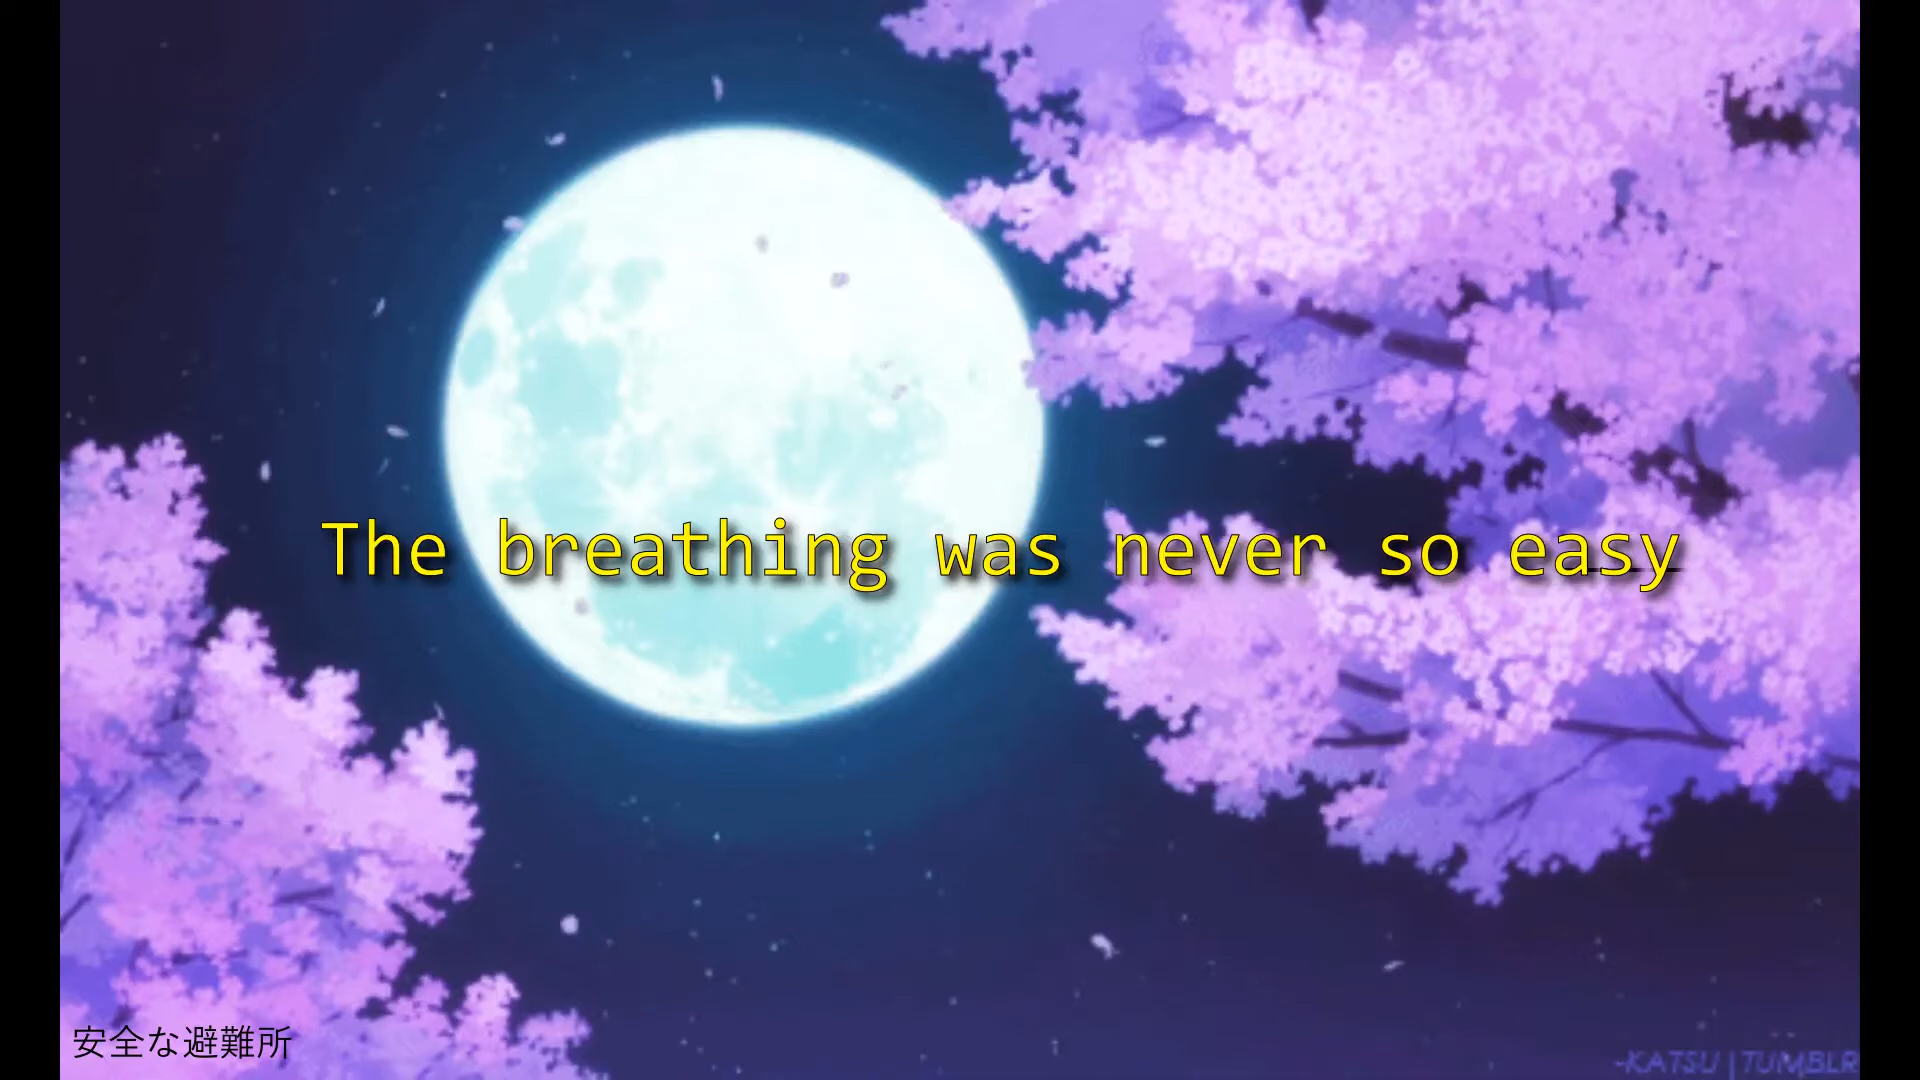 The breathing was never so easy
安全な避難所
-KATSU | TUMBLR